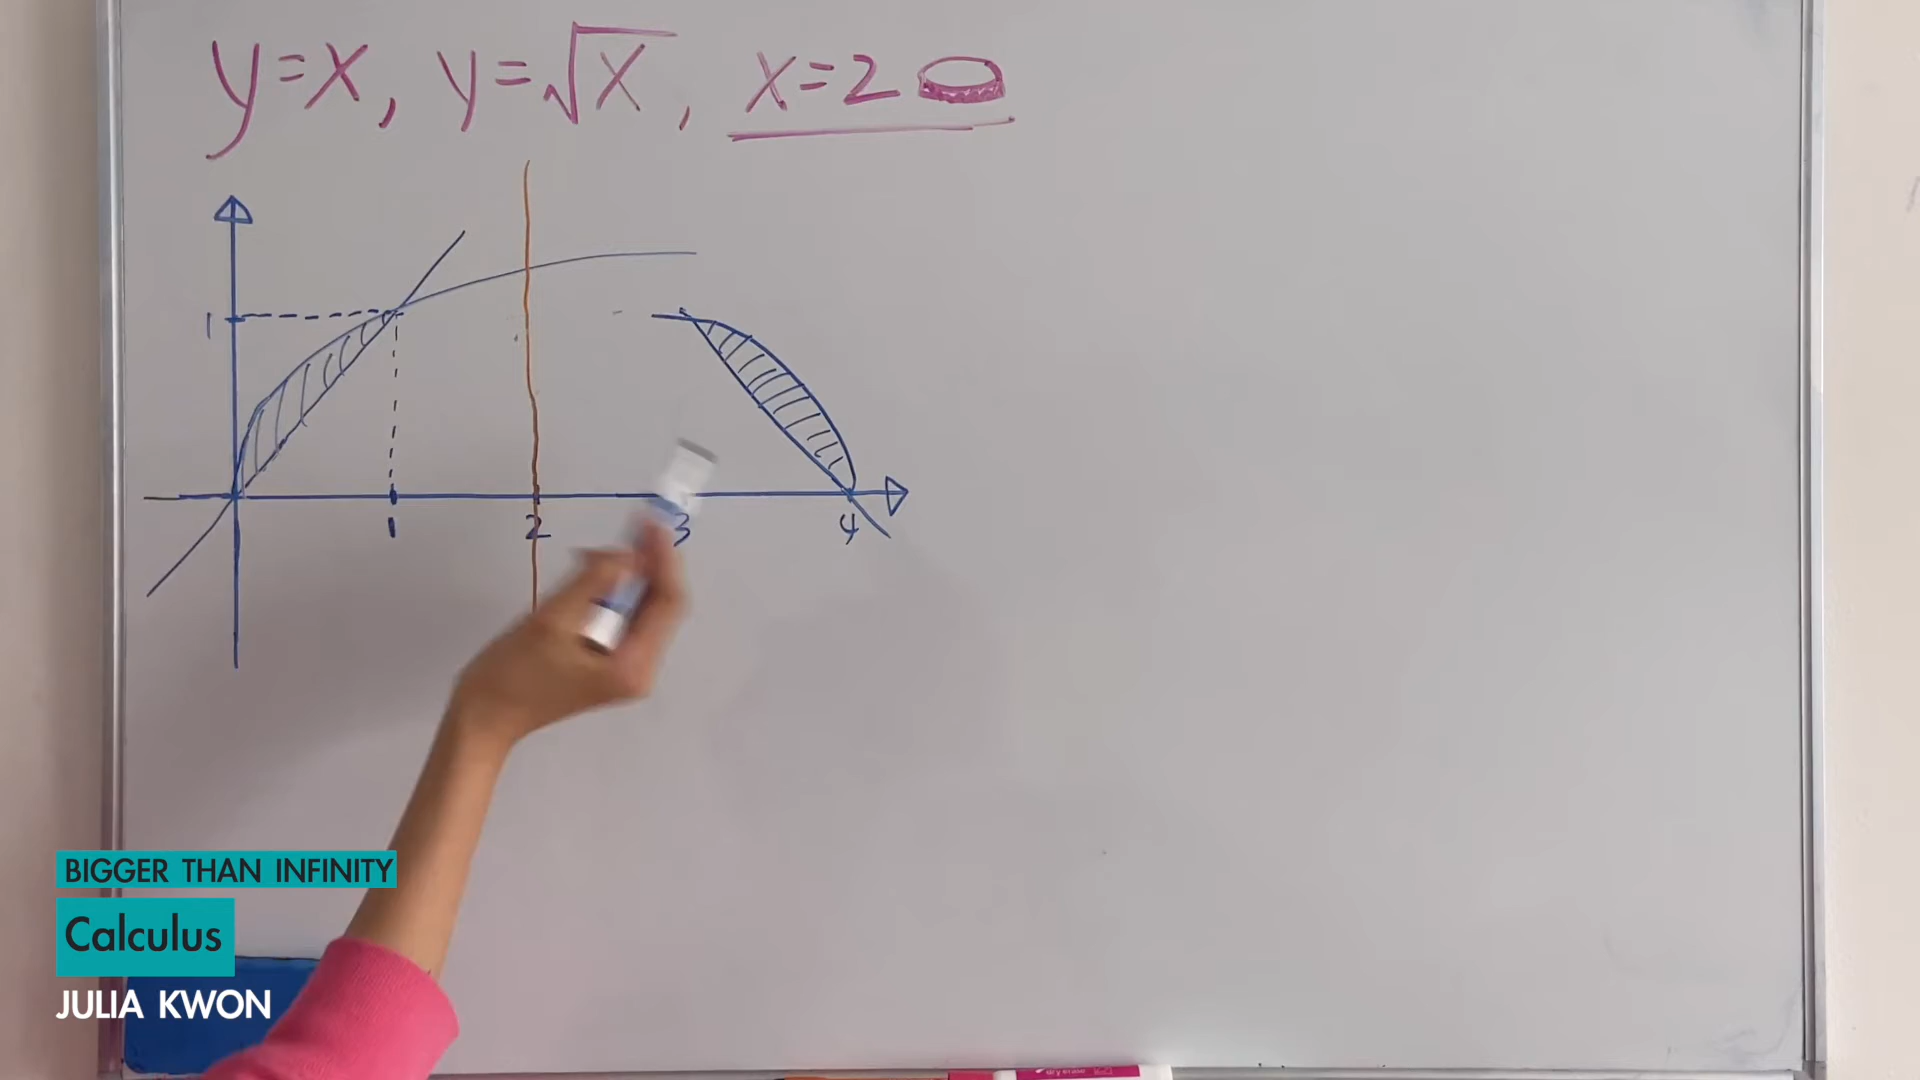 y=x, y=√x, x=2
1
1 2 3 4
BIGGER THAN INFINITY
Calculus
JULIA KWON